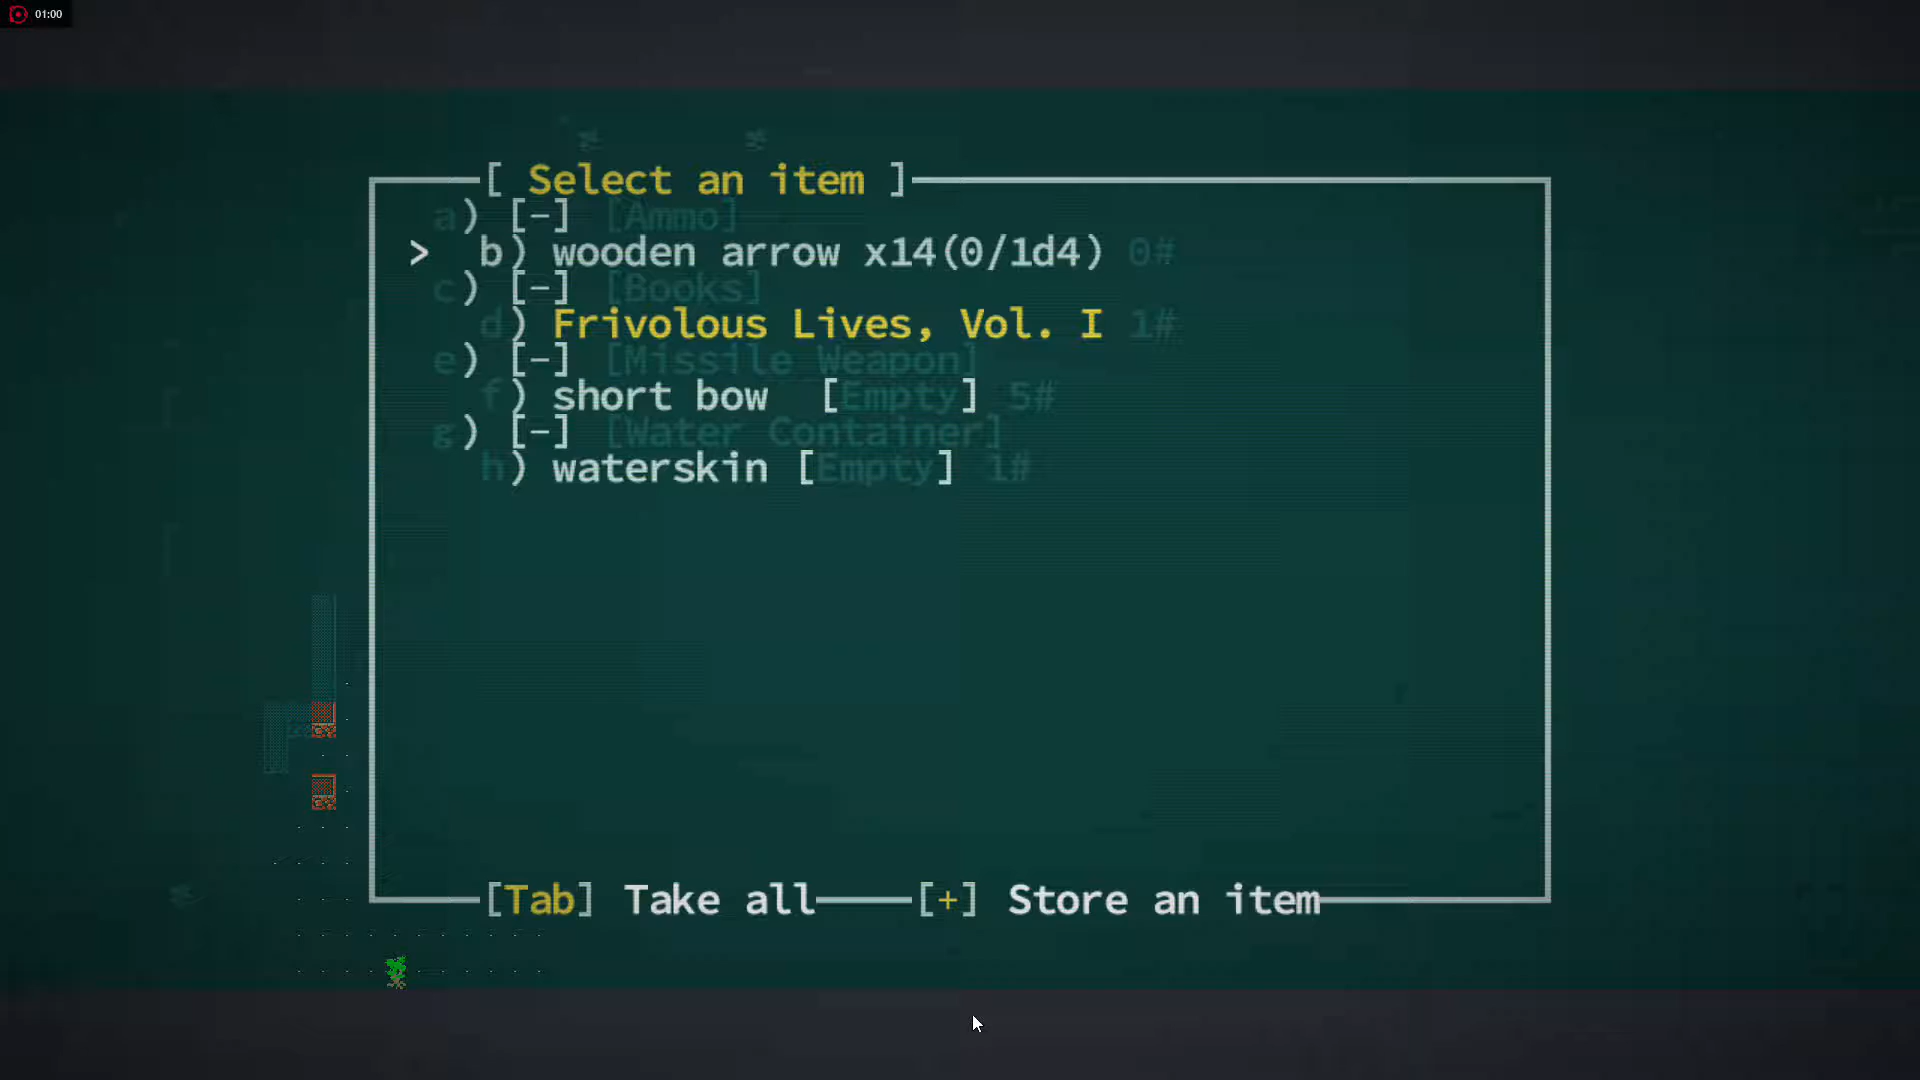 01:00
[ Select an item ]
a) [-] [Ammo]
> b) wooden arrow x14(0/1d4) 0#
c) [-] [Books]
d) Frivolous Lives, Vol. I 1#
e) [-] [Missile Weapon]
f) short bow [Empty] 5#
g) [-] [Water Container]
h) waterskin [Empty] 1#
[Tab] Take all [+] Store an item